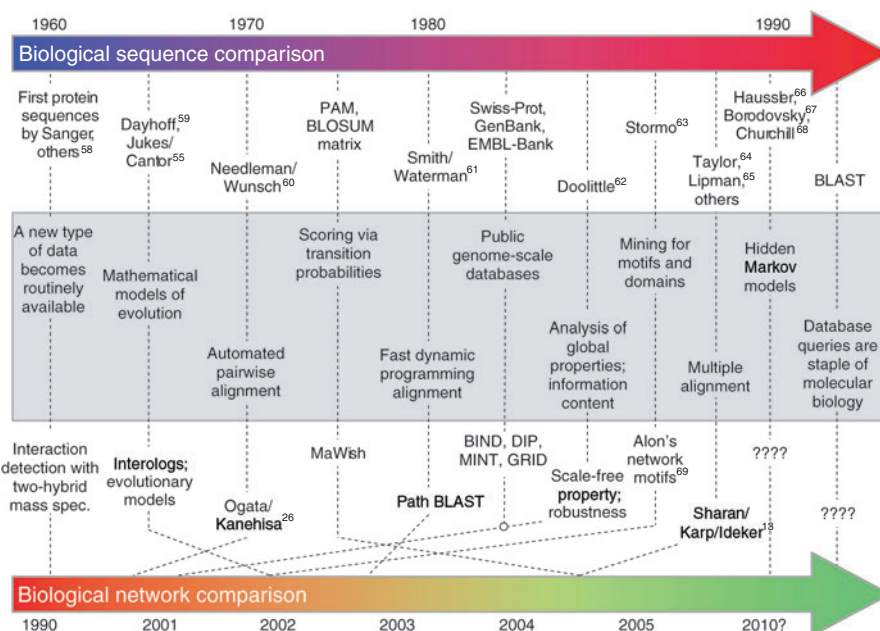 1960 1970 1980 1990
Biological sequence comparison
First protein
sequences
by Sanger,
others58
Dayhoff,59
Jukes/
Cantor55
Needleman/
Wunsch60
PAM,
BLOSUM
matrix
Smith/
Waterman61
Swiss-Prot,
GenBank,
EMBL-Bank
Doolittle62
Stormo63
Taylor,64
Lipman,65
others
Haussler,66
Borodovsky,67
Churchill68
BLAST
A new type
of data
becomes
routinely
available
Mathematical
models of
evolution
Automated
pairwise
alignment
Scoring via
transition
probabilities
Fast dynamic
programming
alignment
Public
genome-scale
databases
Analysis of
global
properties;
information
content
Mining for
motifs and
domains
Multiple
alignment
Hidden
Markov
models
Database
queries are
staple of
molecular
biology
Interaction
detection with
two-hybrid
mass spec.
Interologs;
evolutionary
models
Ogata/
Kanehisa26
MaWish
Path BLAST
BIND, DIP,
MINT, GRID
Scale-free
property;
robustness
Alon's
network
motifs69
Sharan/
Karp/Ideker13
????
????
Biological network comparison
1990 2001 2002 2003 2004 2005 2010?